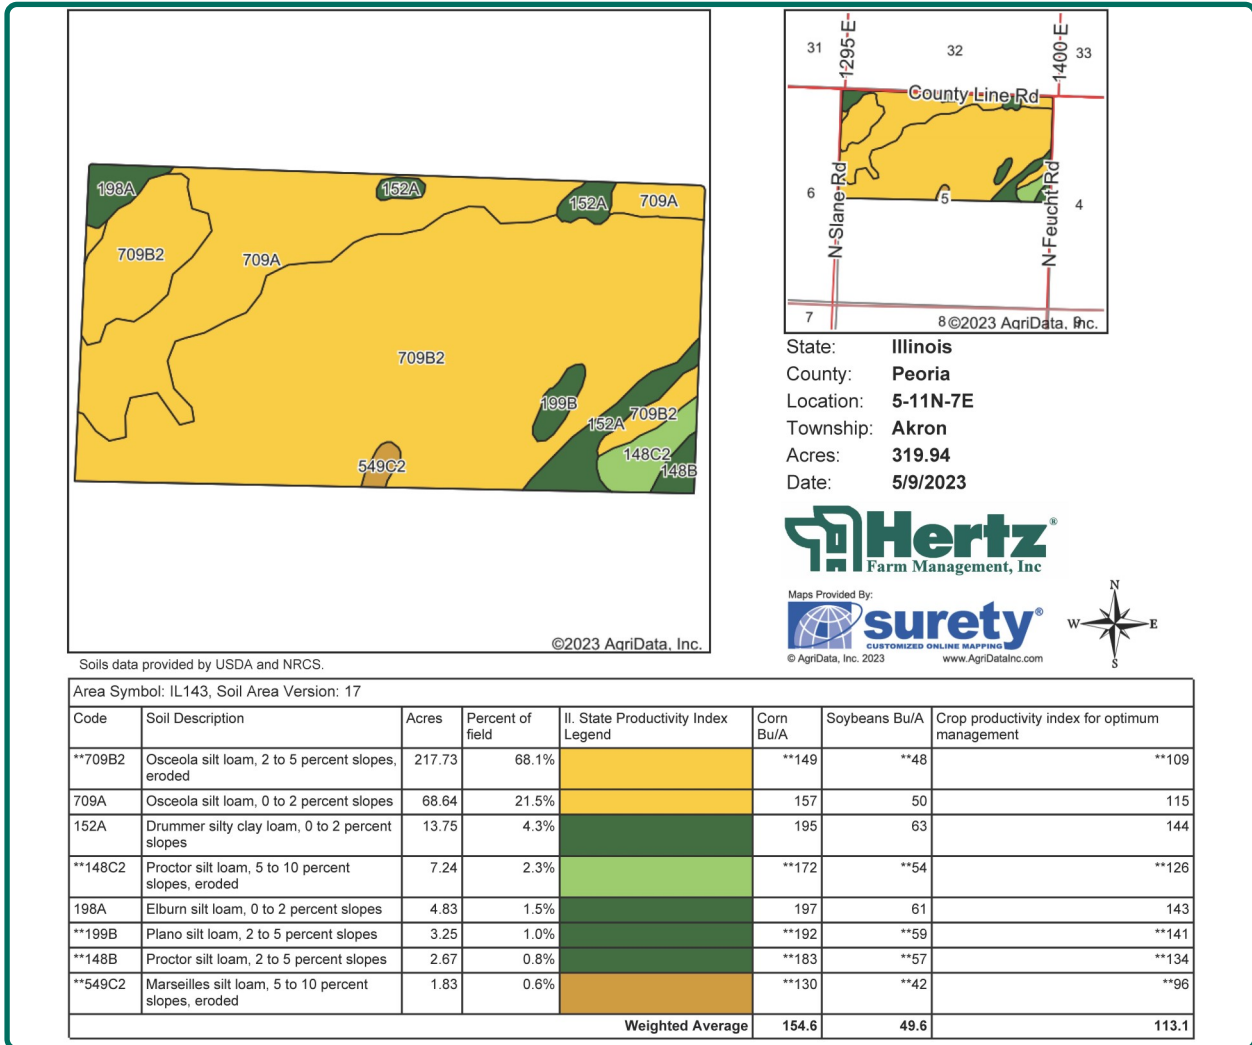 198A
152A
152A
709A
709B2
709A
709B2
199B
152A
709B2
148C2
148B
549C2
©2023 AgriData, Inc.
Soils data provided by USDA and NRCS.
31
1295 E
32
1400 E
33
County Line Rd
6
N Slane Rd
5
N Feucht Rd
4
7
8
9
©2023 AgriData, Inc.
State: Illinois
County: Peoria
Location: 5-11N-7E
Township: Akron
Acres: 319.94
Date: 5/9/2023
Hertz®
Farm Management, Inc
Maps Provided By:
surety®
CUSTOMIZED ONLINE MAPPING
© AgriData, Inc. 2023 www.AgriDataInc.com
N
W E
S
Area Symbol: IL143, Soil Area Version: 17
Code Soil Description Acres Percent of field II. State Productivity Index Legend Corn Bu/A Soybeans Bu/A Crop productivity index for optimum management
**709B2 Osceola silt loam, 2 to 5 percent slopes, eroded 217.73 68.1% **149 **48 **109
709A Osceola silt loam, 0 to 2 percent slopes 68.64 21.5% 157 50 115
152A Drummer silty clay loam, 0 to 2 percent slopes 13.75 4.3% 195 63 144
**148C2 Proctor silt loam, 5 to 10 percent slopes, eroded 7.24 2.3% **172 **54 **126
198A Elburn silt loam, 0 to 2 percent slopes 4.83 1.5% 197 61 143
**199B Plano silt loam, 2 to 5 percent slopes 3.25 1.0% **192 **59 **141
**148B Proctor silt loam, 2 to 5 percent slopes 2.67 0.8% **183 **57 **134
**549C2 Marseilles silt loam, 5 to 10 percent slopes, eroded 1.83 0.6% **130 **42 **96
Weighted Average 154.6 49.6 113.1